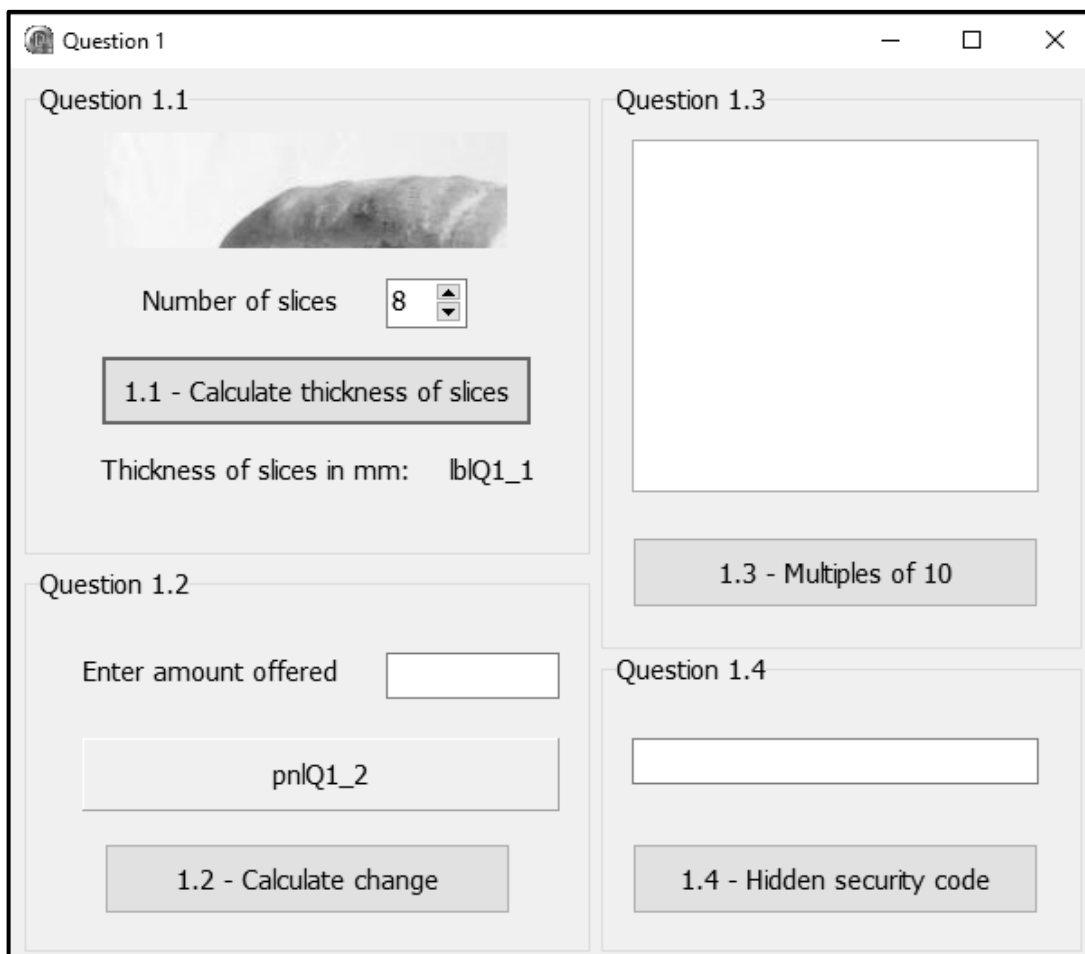 Question 1
Question 1.1
Number of slices 8
1.1 - Calculate thickness of slices
Thickness of slices in mm: lblQ1_1
Question 1.2
Enter amount offered
pnlQ1_2
1.2 - Calculate change
Question 1.3
1.3 - Multiples of 10
Question 1.4
1.4 - Hidden security code